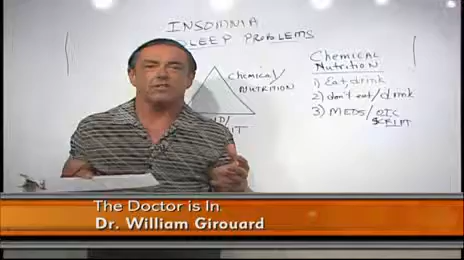 INSOMNIA
SLEEP PROBLEMS
Chemical
Nutrition
1) Eat, drink
2) don't eat/drink
3) MEDS/OTC
SCRIPT
Chemical/
NUTRITION
The Doctor is In
Dr. William Girouard